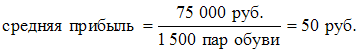 средняя прибыль = 75 000 руб. / 1 500 пар обуви = 50 руб.